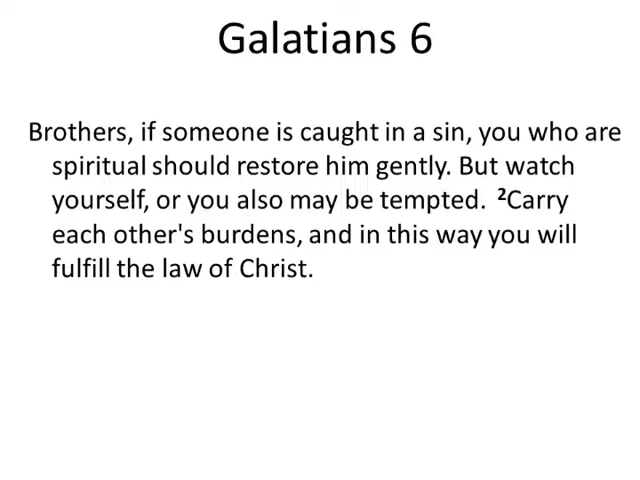 Galatians 6
Brothers, if someone is caught in a sin, you who are
spiritual should restore him gently. But watch
yourself, or you also may be tempted. ²Carry
each other's burdens, and in this way you will
fulfill the law of Christ.